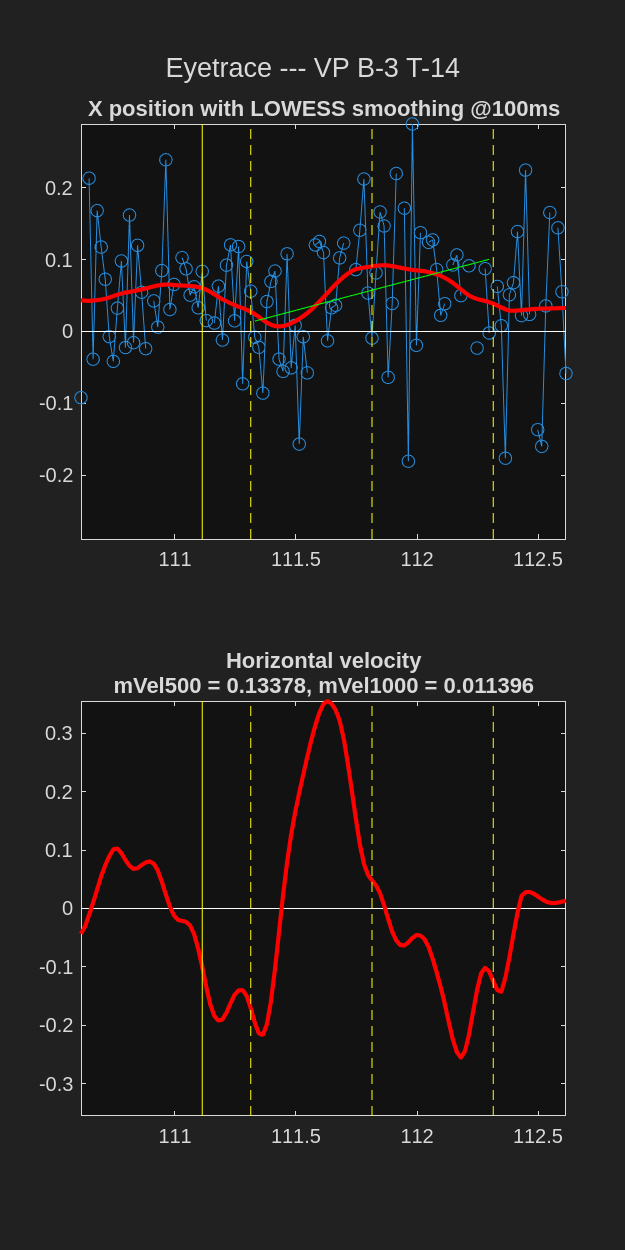 Eyetrace --- VP B-3 T-14
X position with LOWESS smoothing @100ms
0.2
0.1
0
-0.1
-0.2
111 111.5 112 112.5
Horizontal velocity
mVel500 = 0.13378, mVel1000 = 0.011396
0.3
0.2
0.1
0
-0.1
-0.2
-0.3
111 111.5 112 112.5